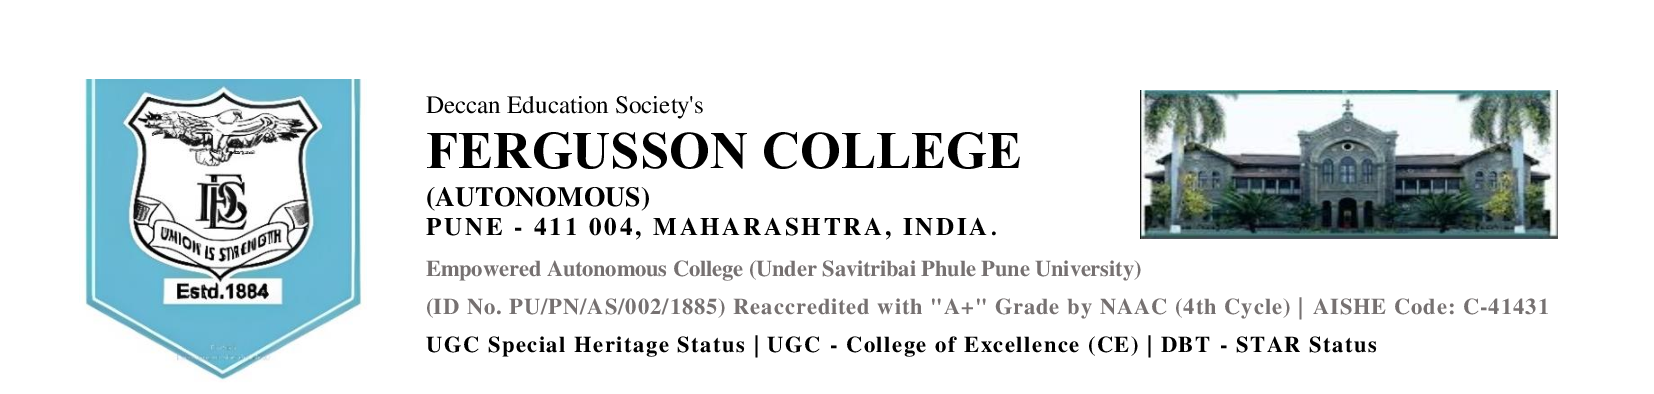 Deccan Education Society's
FERGUSSON COLLEGE
(AUTONOMOUS)
PUNE - 411 004, MAHARASHTRA, INDIA.
Empowered Autonomous College (Under Savitribai Phule Pune University)
(ID No. PU/PN/AS/002/1885) Reaccredited with "A+" Grade by NAAC (4th Cycle) | AISHE Code: C-41431
UGC Special Heritage Status | UGC - College of Excellence (CE) | DBT - STAR Status
DES
UNION IS STRENGTH
Estd.1884